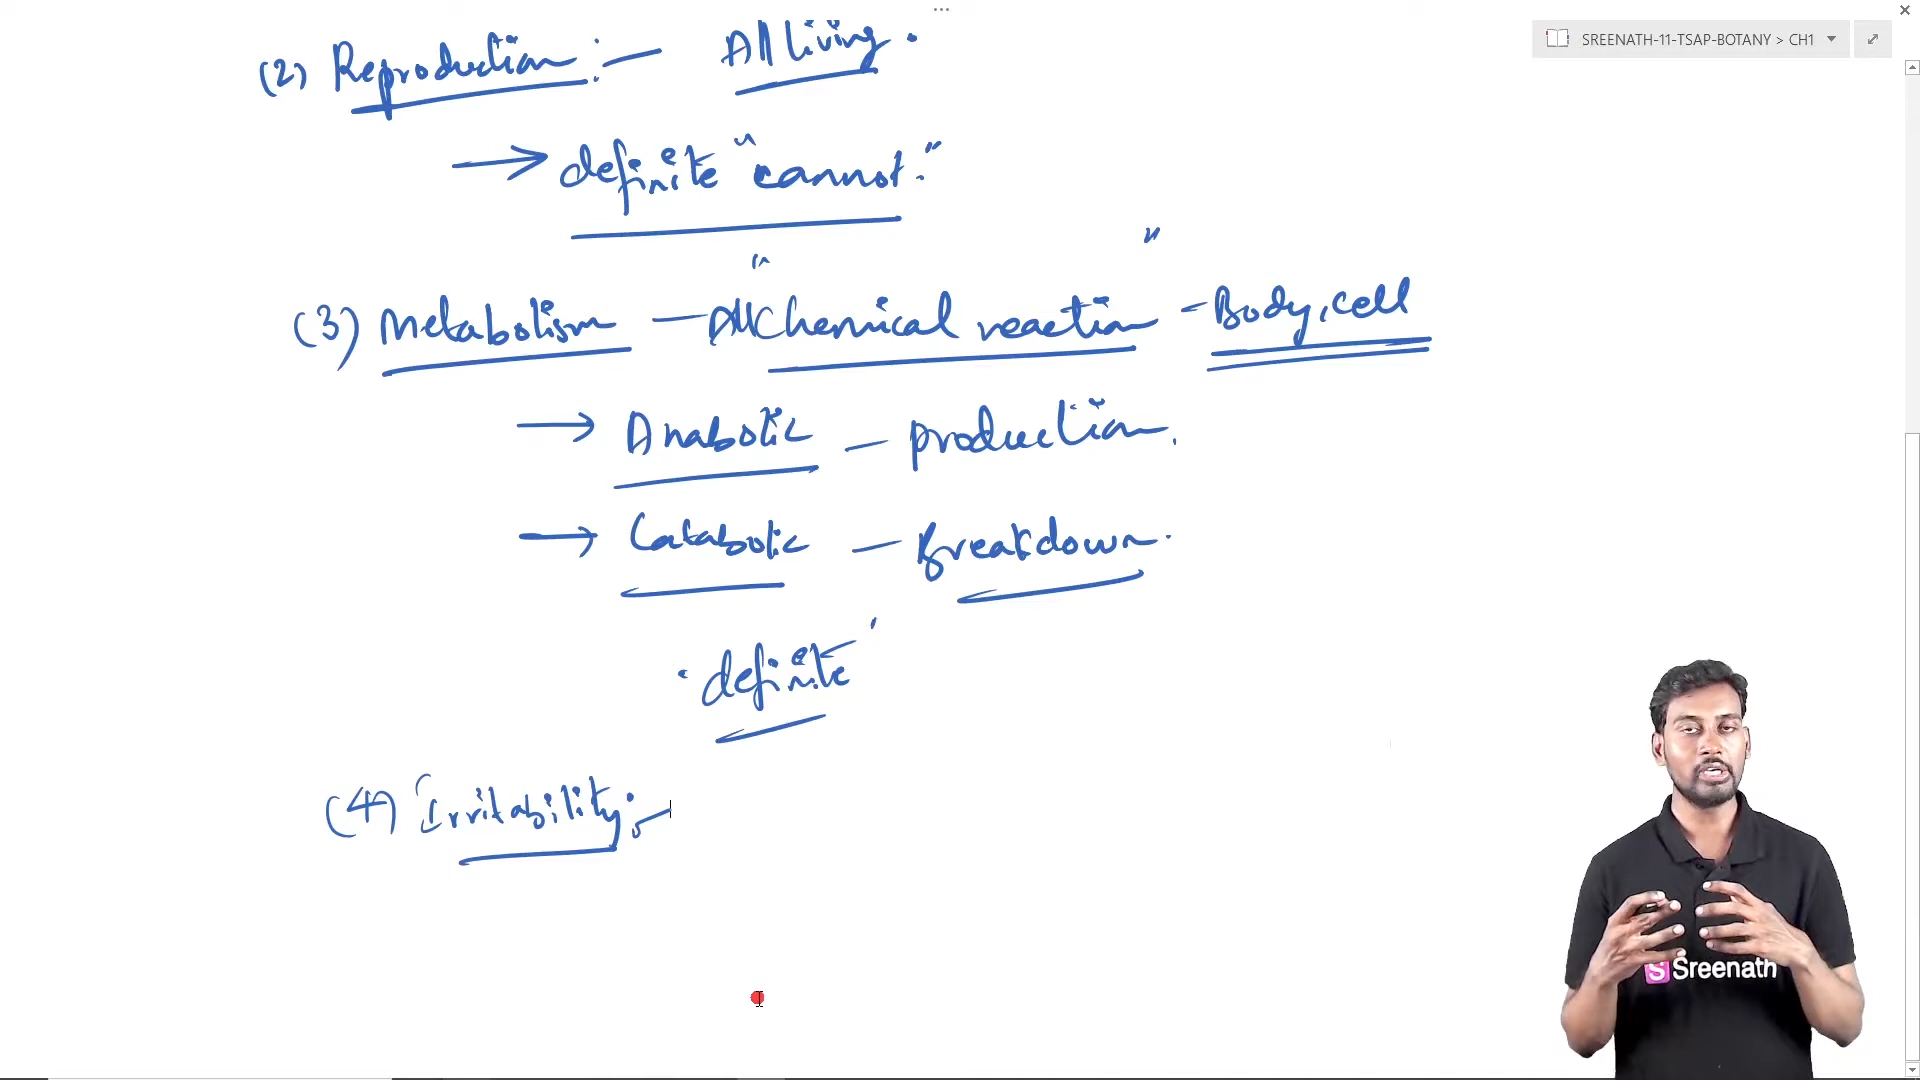 SREENATH-11-TSAP-BOTANY > CH1
(2) Reproduction :— All living.
→ definite "cannot."
(3) Metabolism — "All Chemical reaction" - Body, cell
→ Anabolic — production.
→ Catabolic — Breakdown.
definite
(4) Irritability :—
S Sreenath